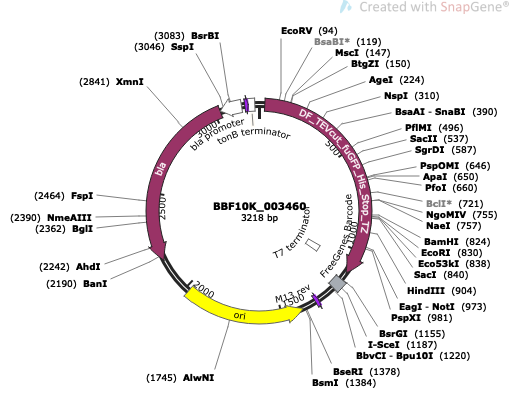 Created with SnapGene®
EcoRV (94)
BsaBI* (119)
MscI (147)
BtgZI (150)
AgeI (224)
NspI (310)
BsaAI - SnaBI (390)
PflMI (496)
SacII (537)
SgrDI (587)
PspOMI (646)
ApaI (650)
PfoI (660)
BclI* (721)
NgoMIV (755)
NaeI (757)
BamHI (824)
EcoRI (830)
Eco53kI (838)
SacI (840)
HindIII (904)
EagI - NotI (973)
PspXI (981)
BsrGI (1155)
I-SceI (1187)
BbvCI - Bpu10I (1220)
BseRI (1378)
BsmI (1384)
(1745) AlwNI
(2190) BanI
(2242) AhdI
(2362) BglI
(2390) NmeAIII
(2464) FspI
(2841) XmnI
(3046) SspI
(3083) BsrBI
bla promoter
tonB terminator
DF_TEVcut_fuGFP_His_Stop_TZ
bla
BBF10K_003460
3218 bp
T7 terminator
FreeGenes Barcode
M13 rev
ori
500
1000
1500
2000
2500
3000